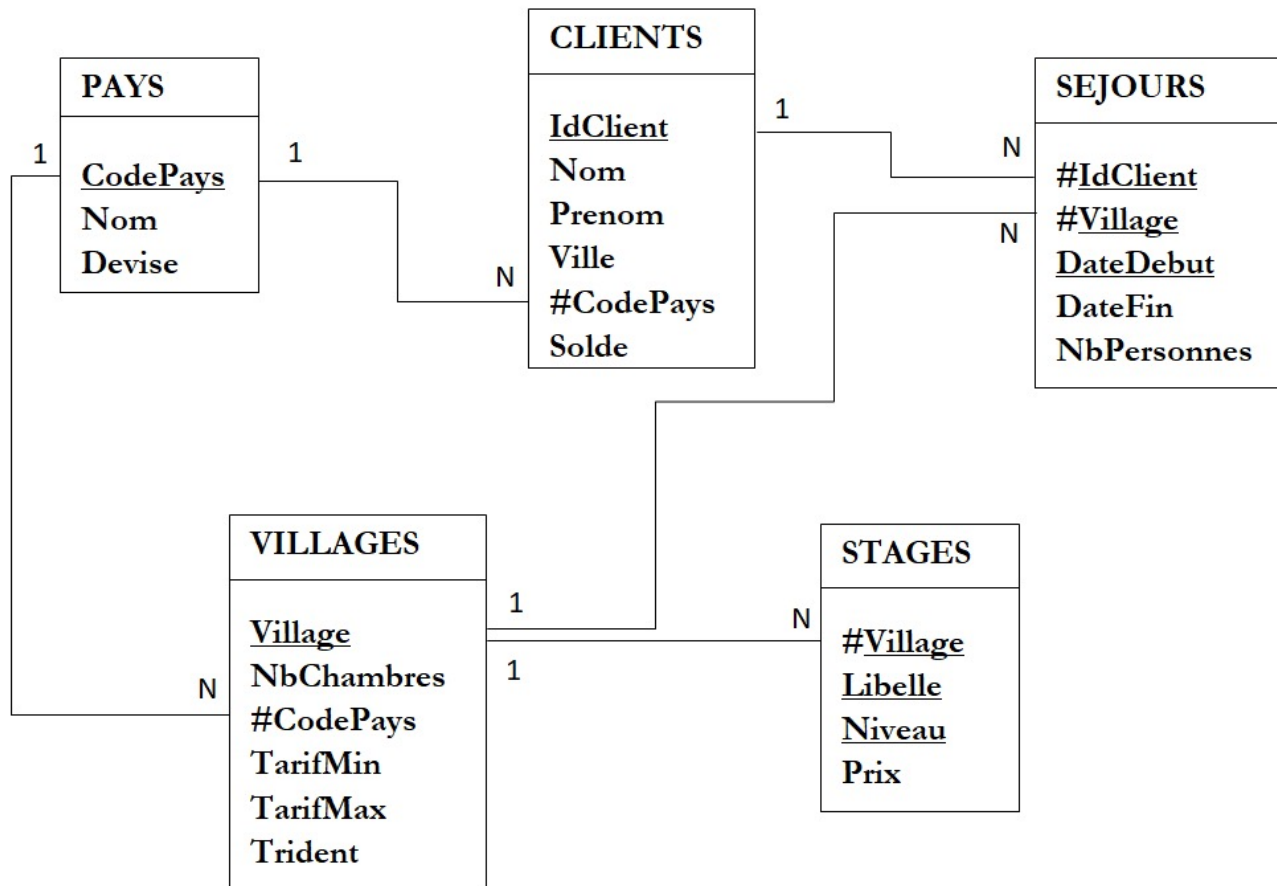 PAYS
CodePays
Nom
Devise
1
1
CLIENTS
IdClient
Nom
Prenom
Ville
#CodePays
Solde
N
1
SEJOURS
#IdClient
#Village
DateDebut
DateFin
NbPersonnes
N
N
VILLAGES
Village
NbChambres
#CodePays
TarifMin
TarifMax
Trident
N
1
1
STAGES
#Village
Libelle
Niveau
Prix
N